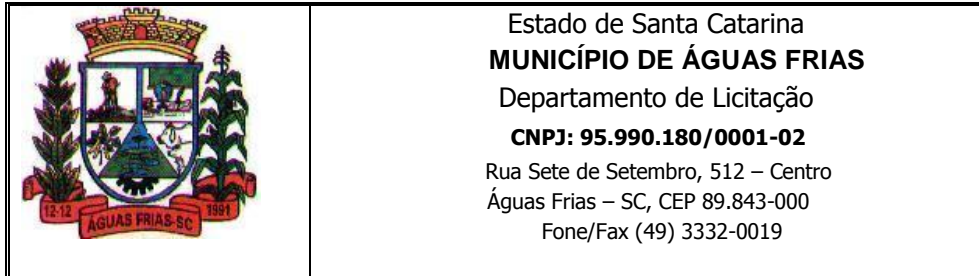 Estado de Santa Catarina
MUNICÍPIO DE ÁGUAS FRIAS
Departamento de Licitação
CNPJ: 95.990.180/0001-02
Rua Sete de Setembro, 512 – Centro
Águas Frias – SC, CEP 89.843-000
Fone/Fax (49) 3332-0019
12-12
ÁGUAS FRIAS-SC
1991